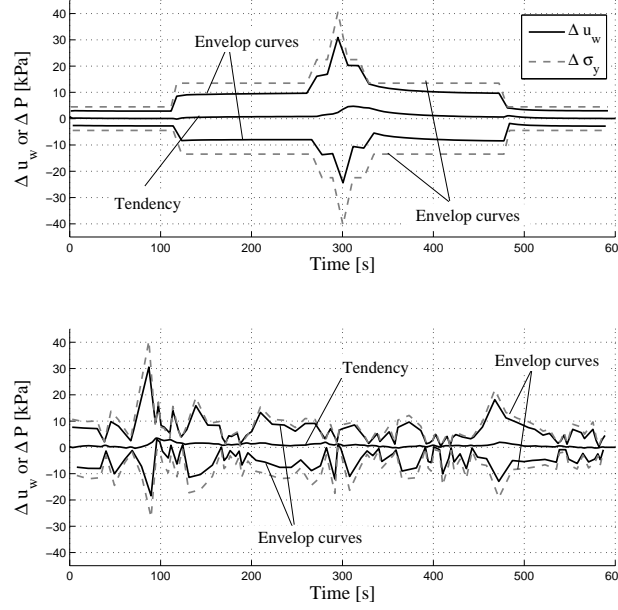 40
30
20
10
0
−10
−20
−30
−40
Δ u_w or Δ P [kPa]
Envelop curves
Δ u_w
Δ σ_y
Tendency
Envelop curves
0 100 200 300 400 500 600
Time [s]
40
30
20
10
0
−10
−20
−30
−40
Δ u_w or Δ P [kPa]
Tendency
Envelop curves
Envelop curves
0 100 200 300 400 500 600
Time [s]